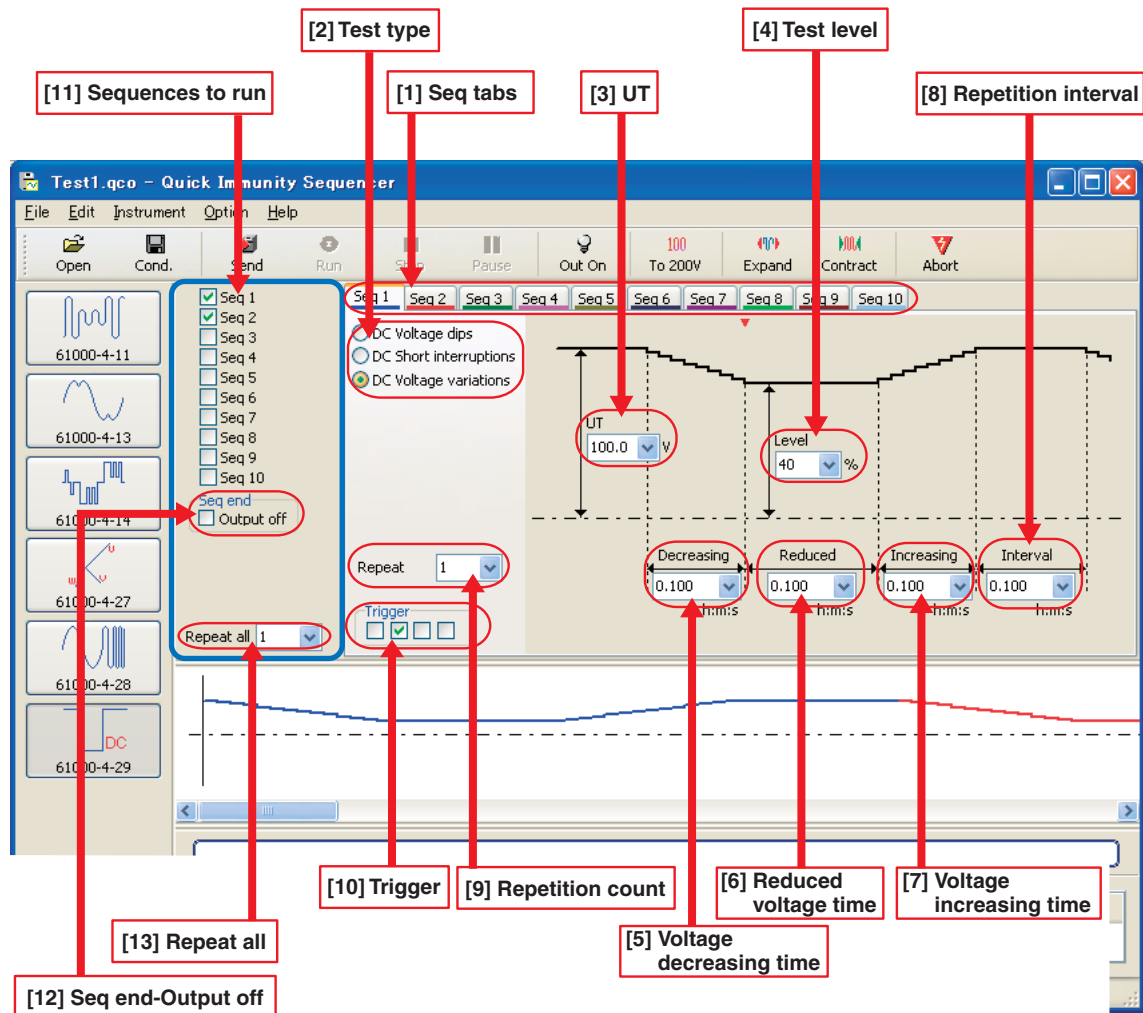 [2] Test type
[4] Test level
[11] Sequences to run
[1] Seq tabs
[3] UT
[8] Repetition interval
Test1.qco - Quick Immunity Sequencer
File Edit Instrument Option Help
Open Cond. Send Run Stop Pause Out On 100 To 200V Expand Contract Abort
61000-4-11
61000-4-13
61000-4-14
61000-4-27
61000-4-28
DC
61000-4-29
U
W
Seq 1
Seq 2
Seq 3
Seq 4
Seq 5
Seq 6
Seq 7
Seq 8
Seq 9
Seq 10
Seq end
Output off
Repeat all 1
Seq 1 Seq 2 Seq 3 Seq 4 Seq 5 Seq 6 Seq 7 Seq 8 Seq 9 Seq 10
DC Voltage dips
DC Short interruptions
DC Voltage variations
UT
100.0 V
Level
40 %
Repeat 1
Trigger
Decreasing Reduced Increasing Interval
0.100 0.100 0.100 0.100
h:m:s h:m:s h:m:s h:m:s
[10] Trigger
[9] Repetition count
[6] Reduced
voltage time
[7] Voltage
increasing time
[13] Repeat all
[5] Voltage
decreasing time
[12] Seq end-Output off